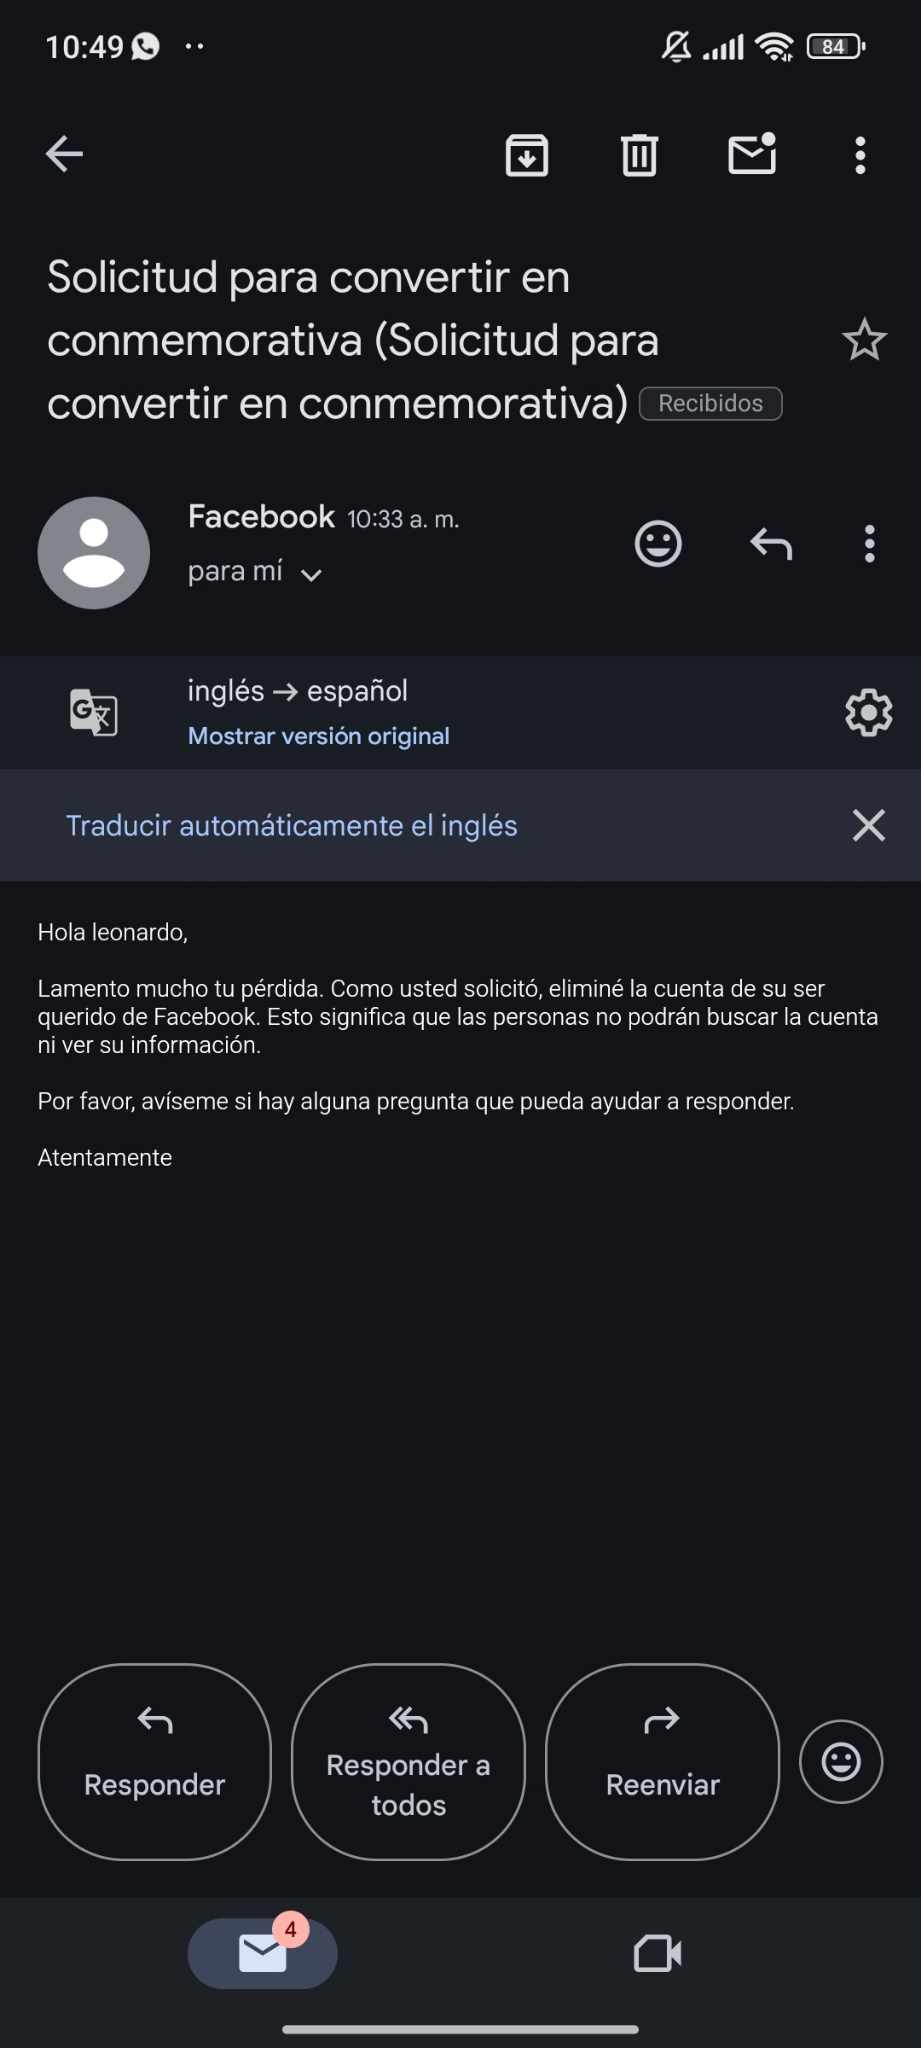 10:49
84
Solicitud para convertir en
conmemorativa (Solicitud para
convertir en conmemorativa) Recibidos
Facebook 10:33 a. m.
para mí
inglés → español
Mostrar versión original
Traducir automáticamente el inglés
Hola leonardo,
Lamento mucho tu pérdida. Como usted solicitó, eliminé la cuenta de su ser
querido de Facebook. Esto significa que las personas no podrán buscar la cuenta
ni ver su información.
Por favor, avíseme si hay alguna pregunta que pueda ayudar a responder.
Atentamente
Responder
Responder a
todos
Reenviar
4